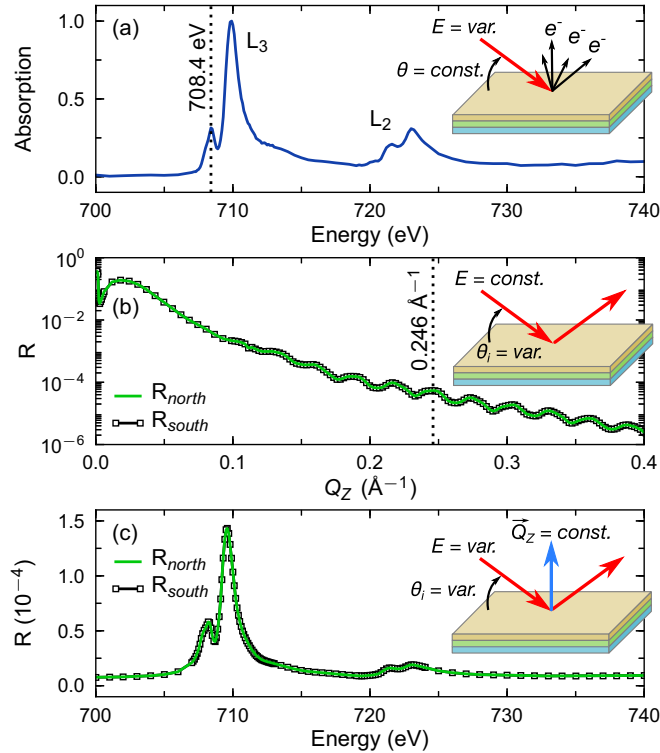 (a)
708.4 eV
L3
L2
E = var.
θ = const.
e-
e-
e-
Absorption
1.0
0.5
0.0
700
710
720
730
740
Energy (eV)
(b)
0.246 Å−1
E = const.
θi = var.
R
10^0
10^−2
10^−4
10^−6
Rnorth
Rsouth
0.0
0.1
0.2
0.3
0.4
QZ (Å−1)
(c)
Rnorth
Rsouth
E = var.
θi = var.
QZ = const.
R (10−4)
1.5
1.0
0.5
0.0
700
710
720
730
740
Energy (eV)